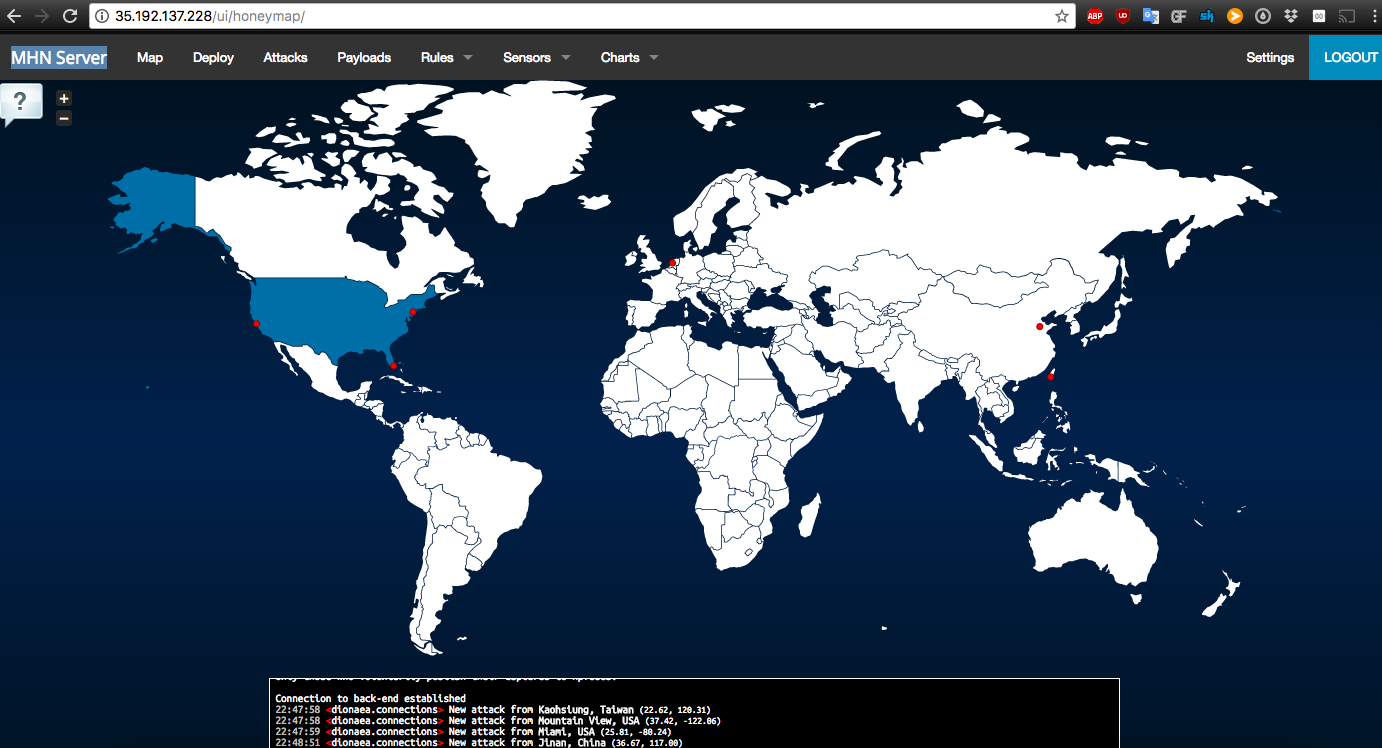 35.192.137.228/ui/honeymap/
MHN Server Map Deploy Attacks Payloads Rules Sensors Charts Settings LOGOUT
?
+
−
Connection to back-end established
22:47:58 <dionaea.connections> New attack from Kaohsiung, Taiwan (22.62, 120.31)
22:47:58 <dionaea.connections> New attack from Mountain View, USA (37.42, -122.06)
22:47:59 <dionaea.connections> New attack from Miami, USA (25.81, -80.24)
22:48:51 <dionaea.connections> New attack from Jinan, China (36.67, 117.00)